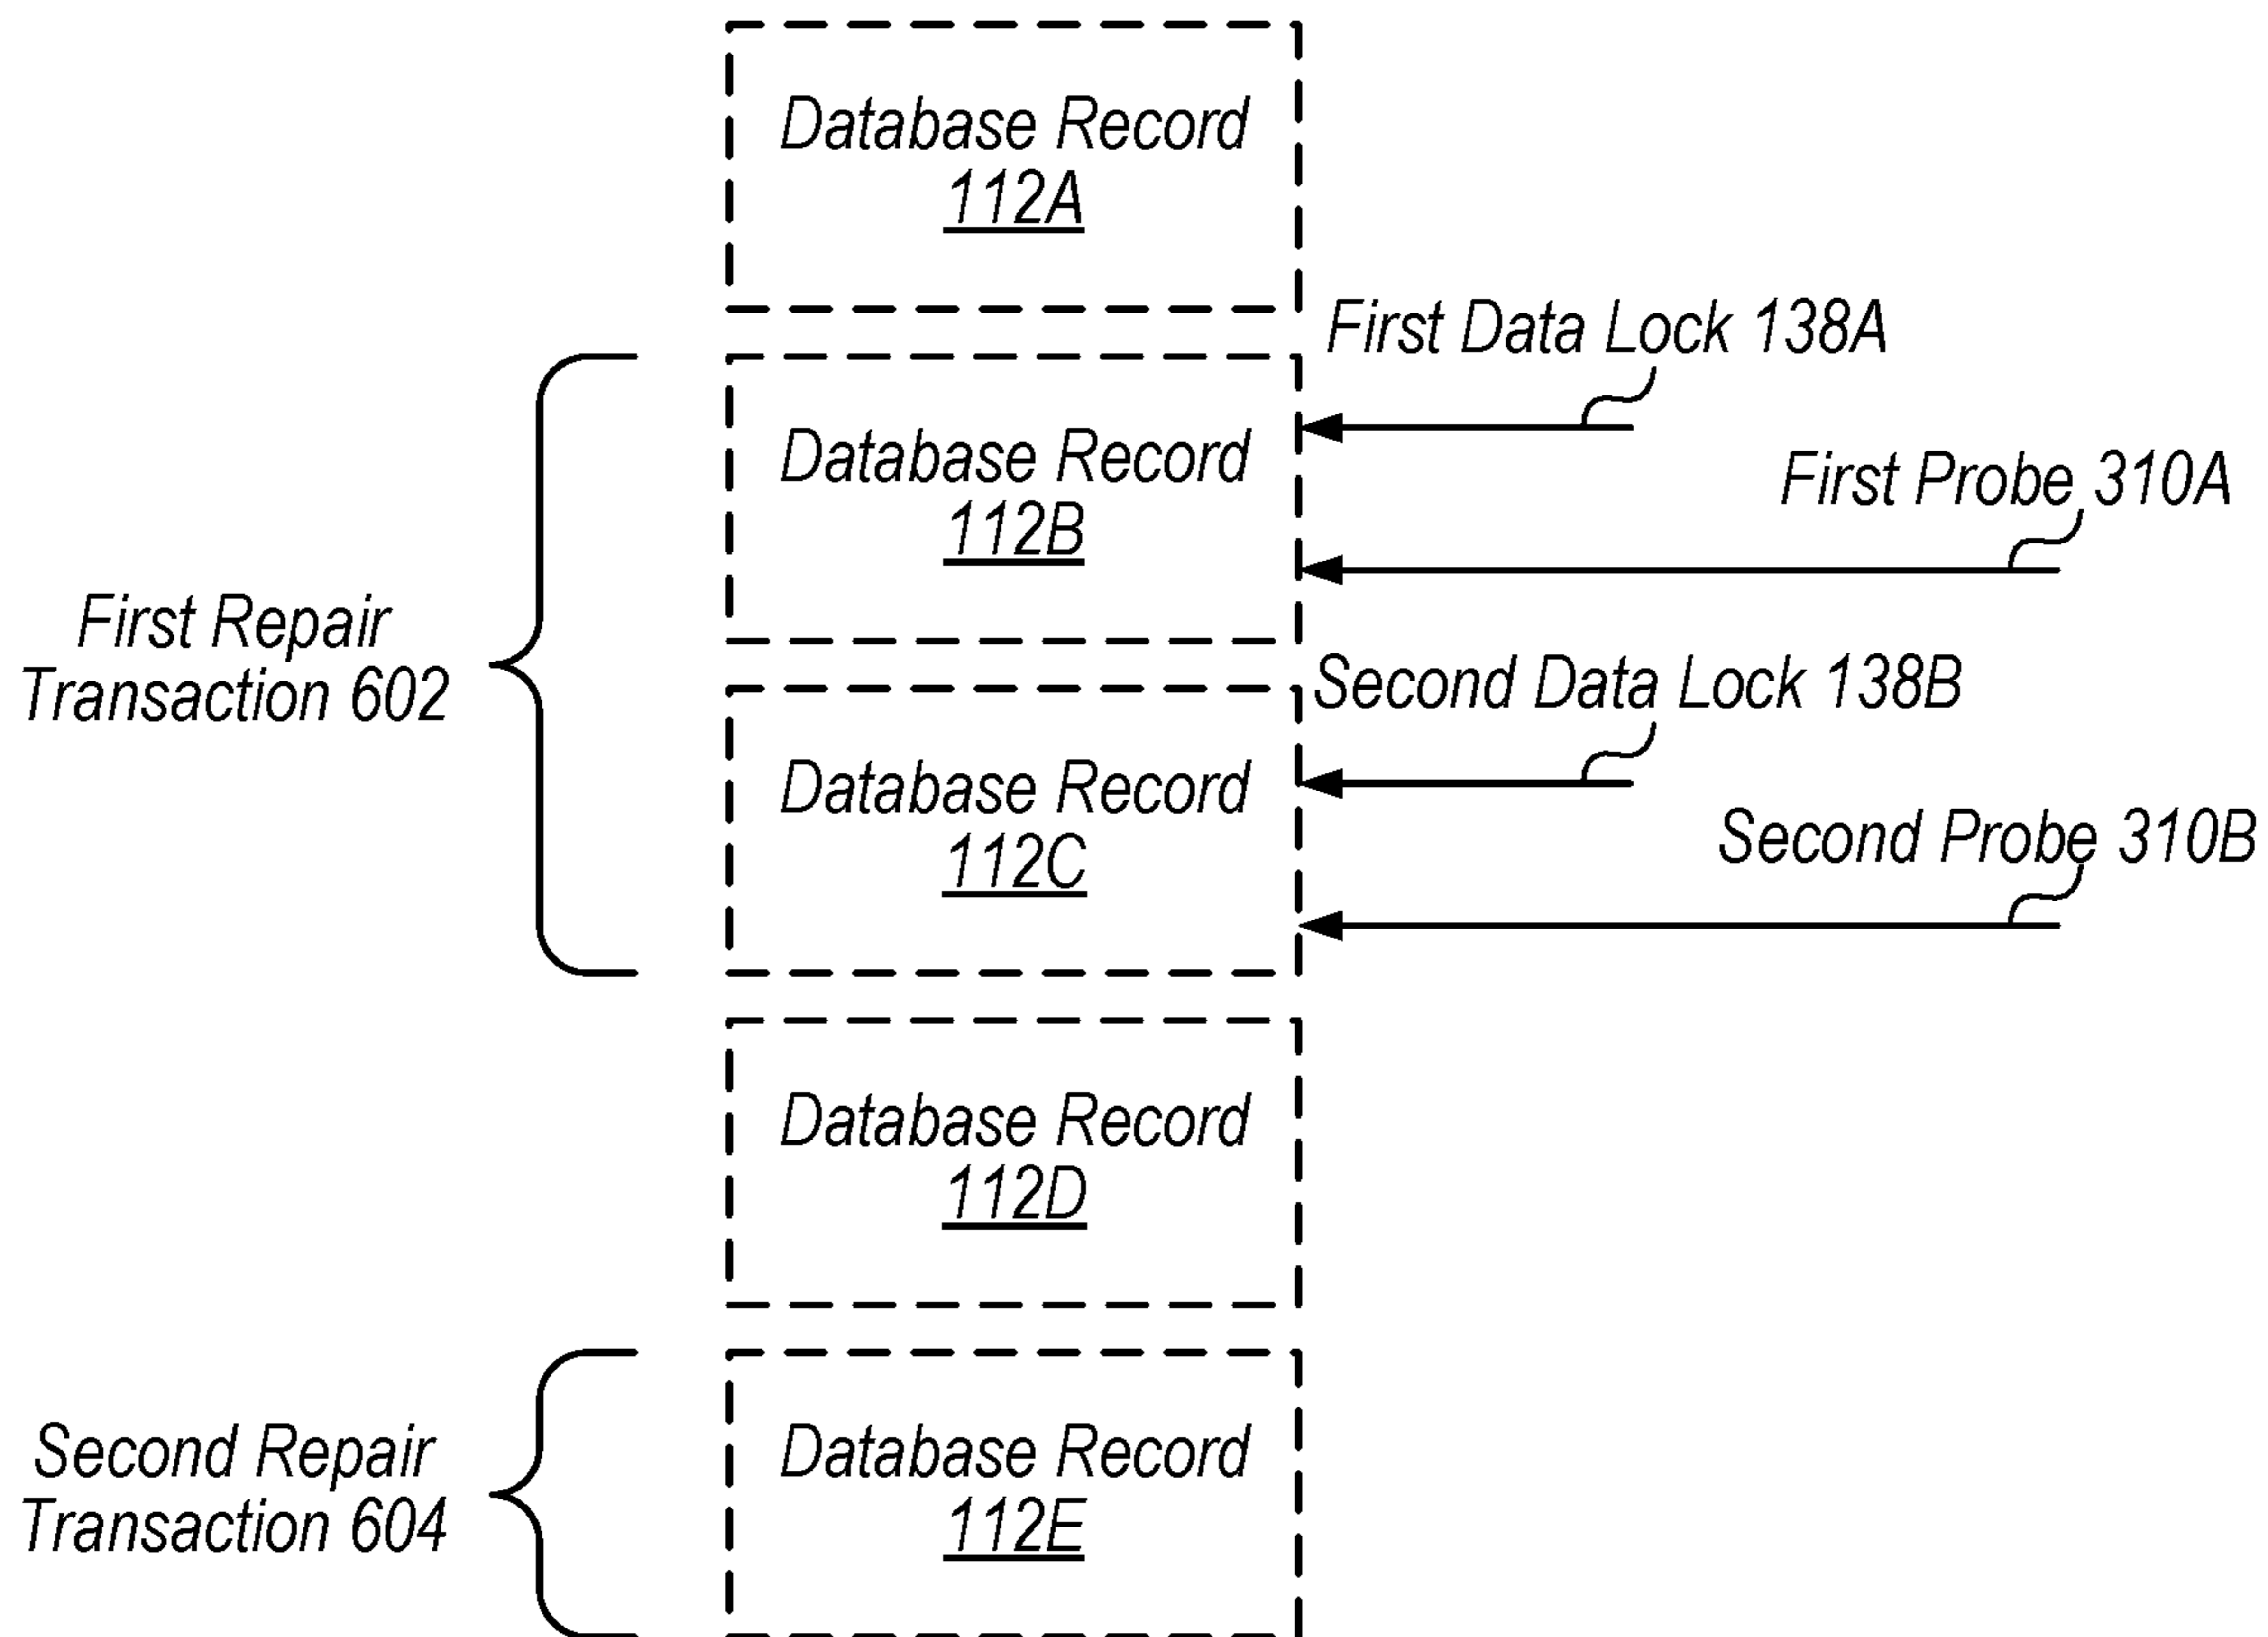 Database Record
112A
First Data Lock 138A
Database Record
112B
First Probe 310A
First Repair
Transaction 602
Second Data Lock 138B
Database Record
112C
Second Probe 310B
Database Record
112D
Second Repair
Transaction 604
Database Record
112E